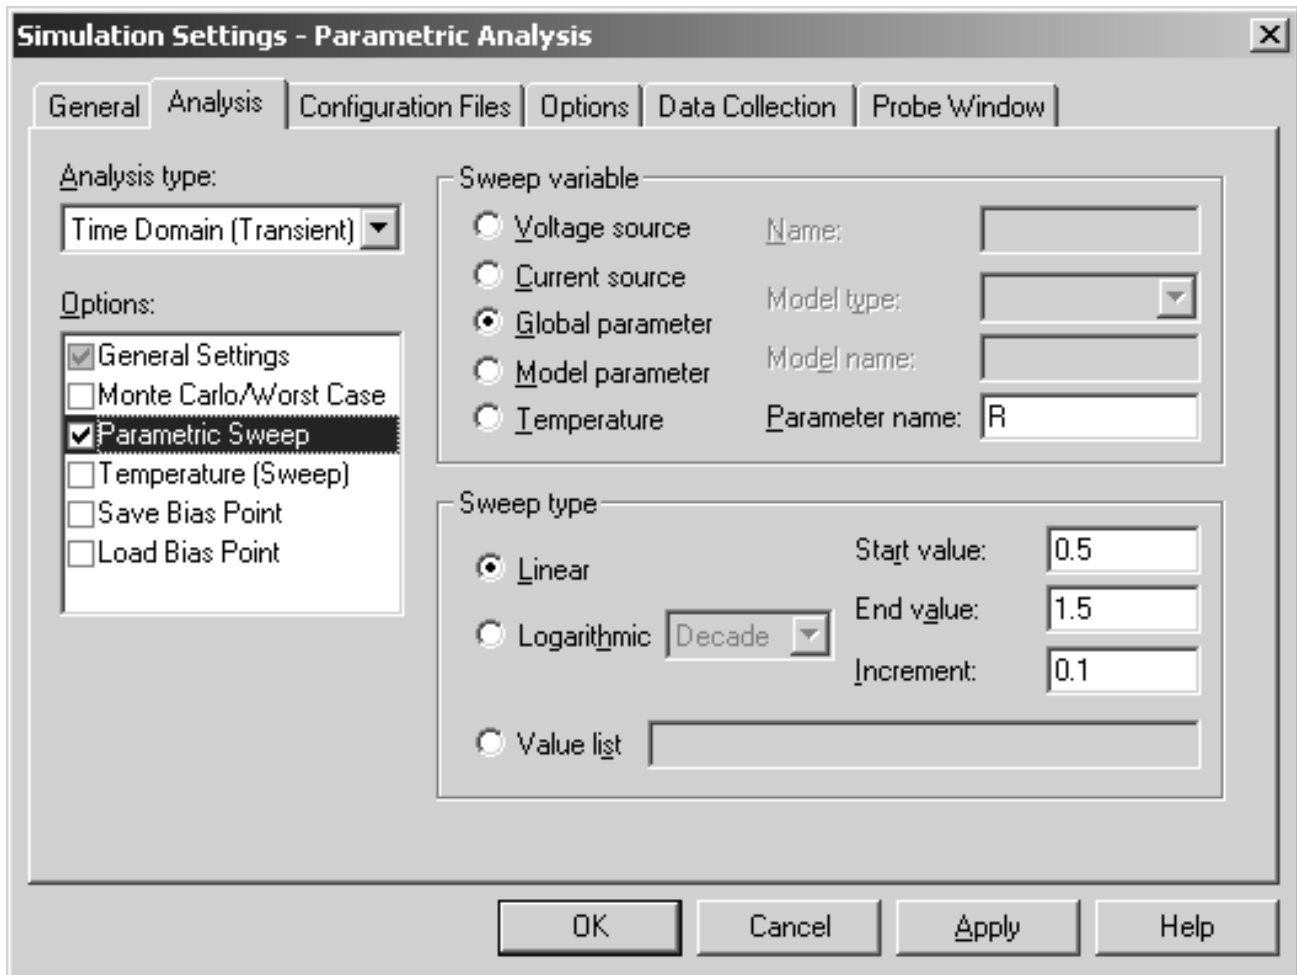 Simulation Settings - Parametric Analysis
General Analysis Configuration Files Options Data Collection Probe Window
Analysis type:
Time Domain (Transient)
Options:
General Settings
Monte Carlo/Worst Case
Parametric Sweep
Temperature (Sweep)
Save Bias Point
Load Bias Point
Sweep variable
Voltage source
Current source
Global parameter
Model parameter
Temperature
Name:
Model type:
Model name:
Parameter name: R
Sweep type
Linear
Logarithmic Decade
Value list
Start value: 0.5
End value: 1.5
Increment: 0.1
OK Cancel Apply Help